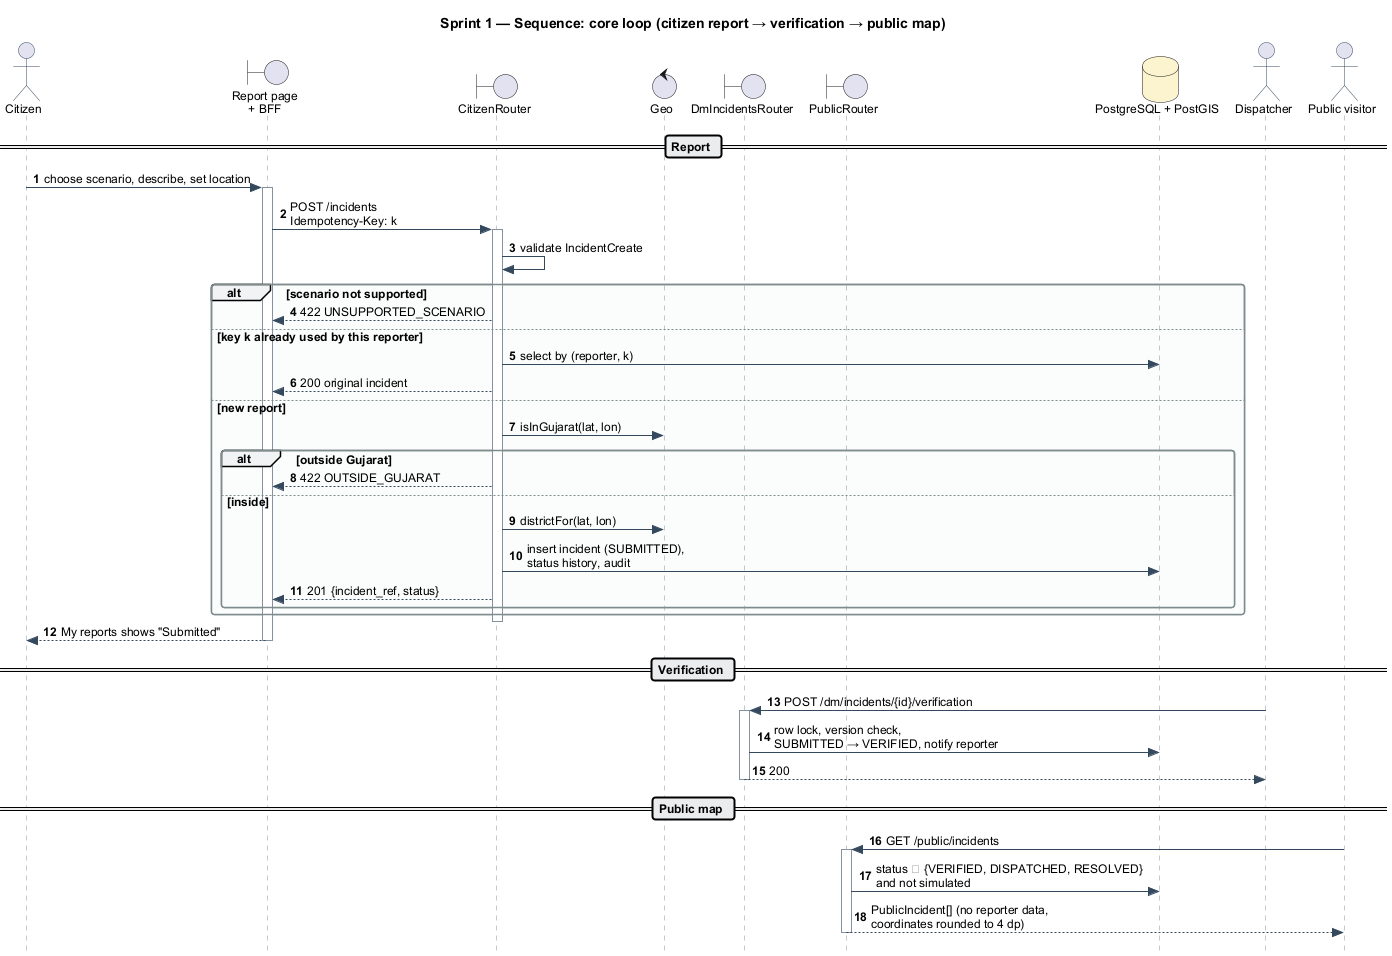 Sprint 1 — Sequence: core loop (citizen report → verification → public map)
Citizen
Report page
+ BFF
CitizenRouter
Geo
DmIncidentsRouter
PublicRouter
PostgreSQL + PostGIS
Dispatcher
Public visitor
Report
1 choose scenario, describe, set location
2 POST /incidents
Idempotency-Key: k
3 validate IncidentCreate
alt [scenario not supported]
4 422 UNSUPPORTED_SCENARIO
[key k already used by this reporter]
5 select by (reporter, k)
6 200 original incident
[new report]
7 isInGujarat(lat, lon)
alt [outside Gujarat]
8 422 OUTSIDE_GUJARAT
[inside]
9 districtFor(lat, lon)
10 insert incident (SUBMITTED),
status history, audit
11 201 {incident_ref, status}
12 My reports shows "Submitted"
Verification
13 POST /dm/incidents/{id}/verification
14 row lock, version check,
SUBMITTED → VERIFIED, notify reporter
15 200
Public map
16 GET /public/incidents
17 status {VERIFIED, DISPATCHED, RESOLVED}
and not simulated
18 PublicIncident[] (no reporter data,
coordinates rounded to 4 dp)